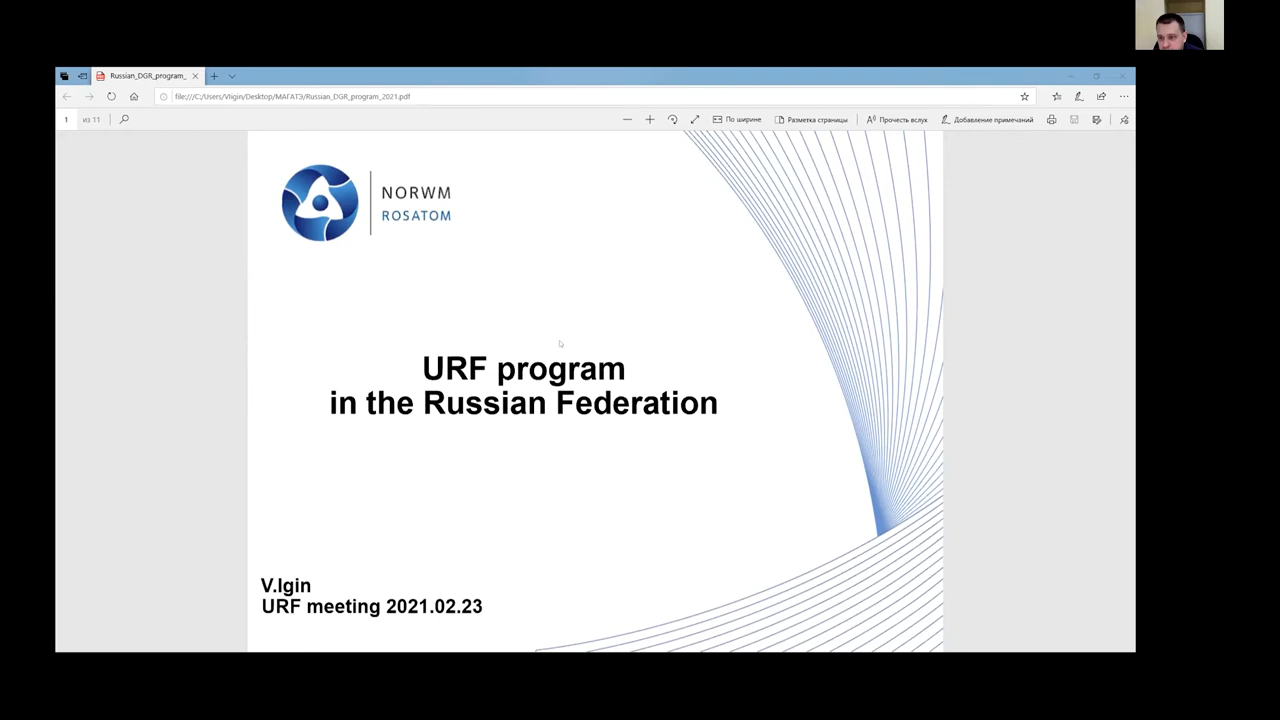 Russian_DGR_program_
file:///C:/Users/VIigin/Desktop/МАГАТЭ/Russian_DGR_program_2021.pdf
1 из 11
По ширине
Разметка страницы
Прочесть вслух
Добавление примечаний
NORWM
ROSATOM
URF program
in the Russian Federation
V.Igin
URF meeting 2021.02.23